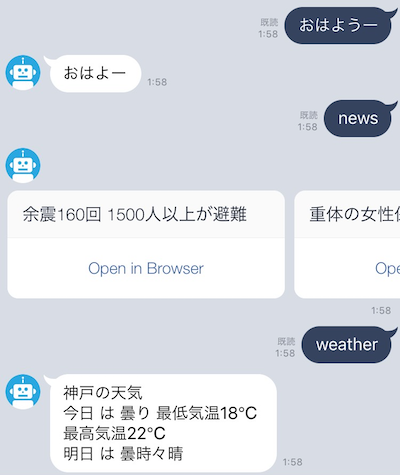 おはようー
既読
1:58
おはよー
1:58
news
既読
1:58
余震160回 1500人以上が避難
Open in Browser
重体の女性
Ope
1:58
weather
既読
1:58
神戸の天気
今日 は 曇り 最低気温18℃
最高気温22℃
明日 は 曇時々晴
1:58